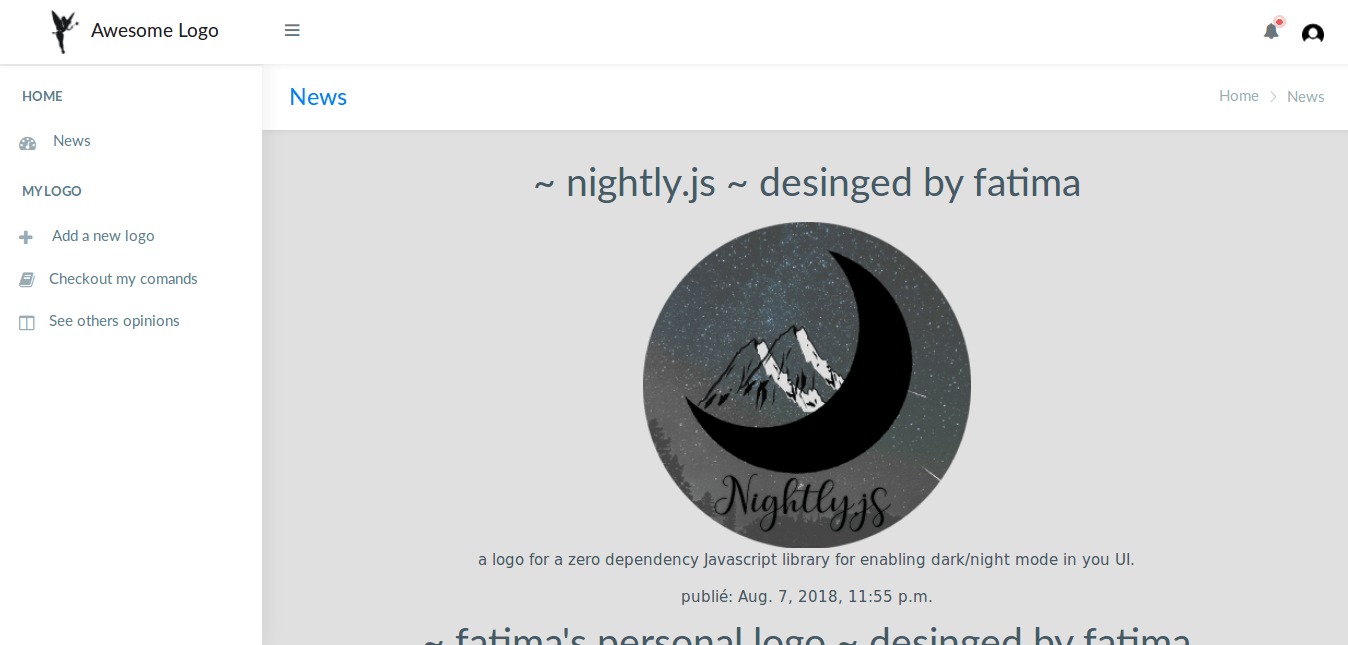 Awesome Logo
HOME
News
MY LOGO
Add a new logo
Checkout my comands
See others opinions
News
Home
News
~ nightly.js ~ desinged by fatima
Nightly.js
a logo for a zero dependency Javascript library for enabling dark/night mode in you UI.
publié: Aug. 7, 2018, 11:55 p.m.
~ fatima's personal logo ~ desinged by fatima